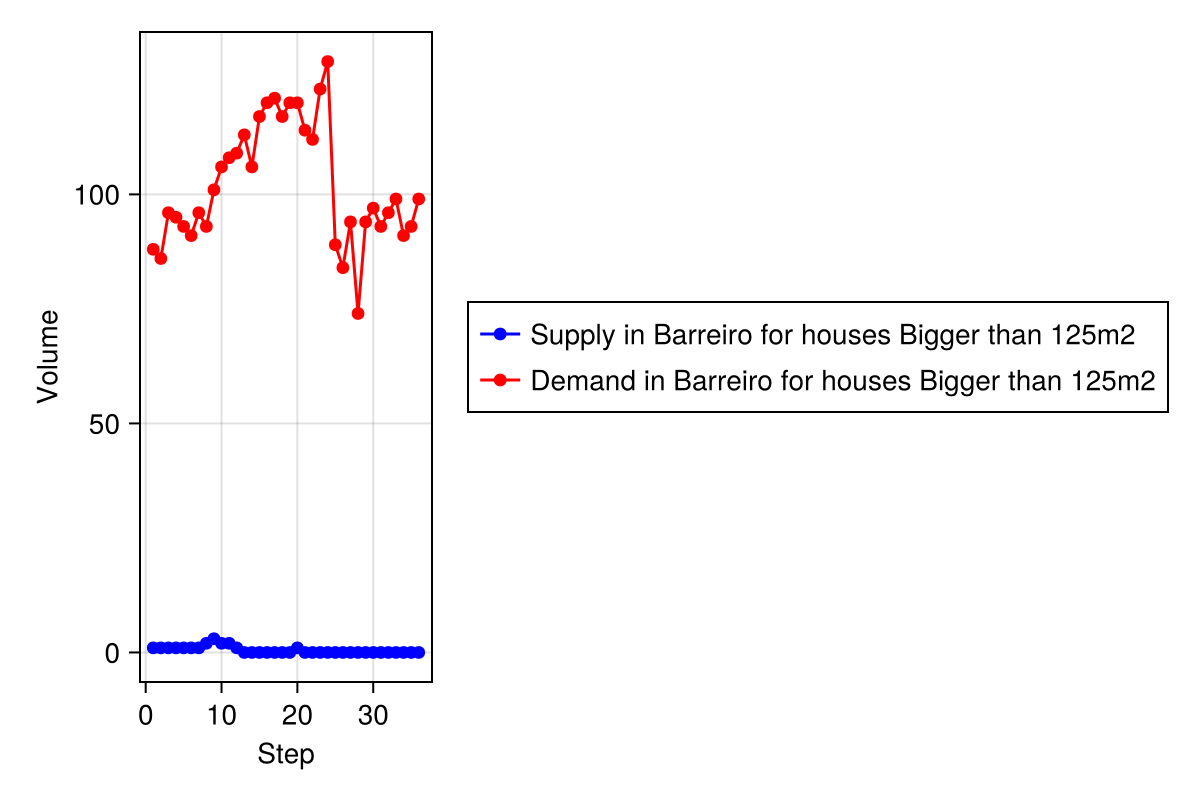 Volume
100
50
0
0 10 20 30
Step
Supply in Barreiro for houses Bigger than 125m2
Demand in Barreiro for houses Bigger than 125m2